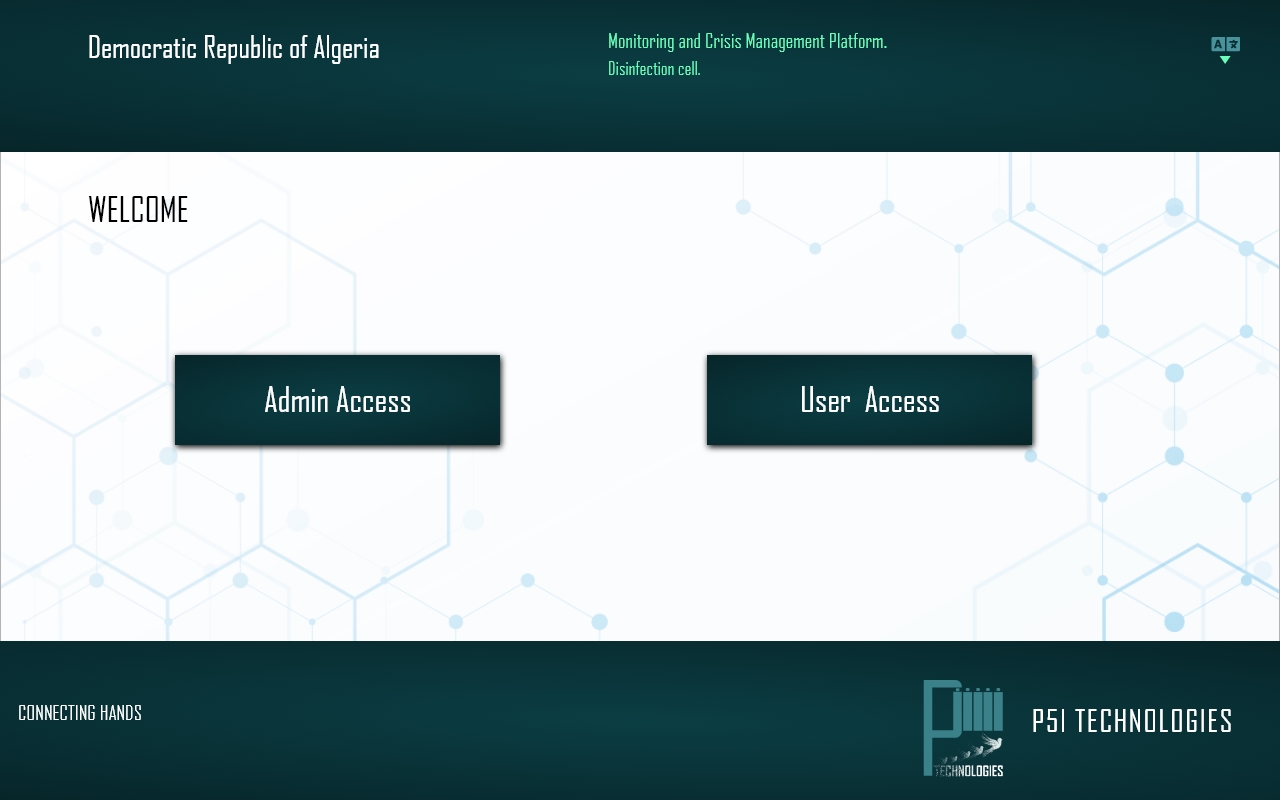 Democratic Republic of Algeria
Monitoring and Crisis Management Platform.
Disinfection cell.
A
WELCOME
Admin Access
User Access
CONNECTING HANDS
TECHNOLOGIES
P5I TECHNOLOGIES